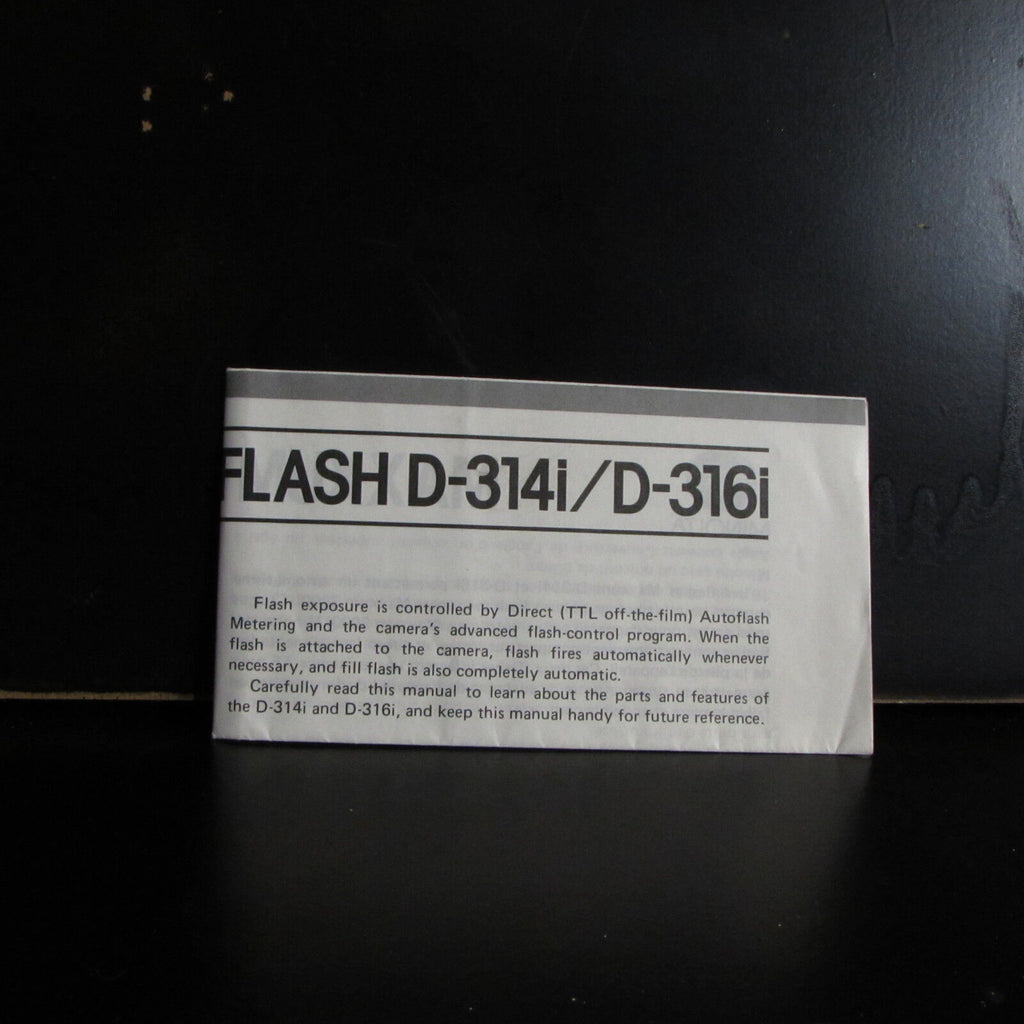 FLASH D-314i/D-316i
Flash exposure is controlled by Direct (TTL off-the-film) Autoflash
Metering and the camera's advanced flash-control program. When the
flash is attached to the camera, flash fires automatically whenever
necessary, and fill flash is also completely automatic.
Carefully read this manual to learn about the parts and features of
the D-314i and D-316i, and keep this manual handy for future reference.